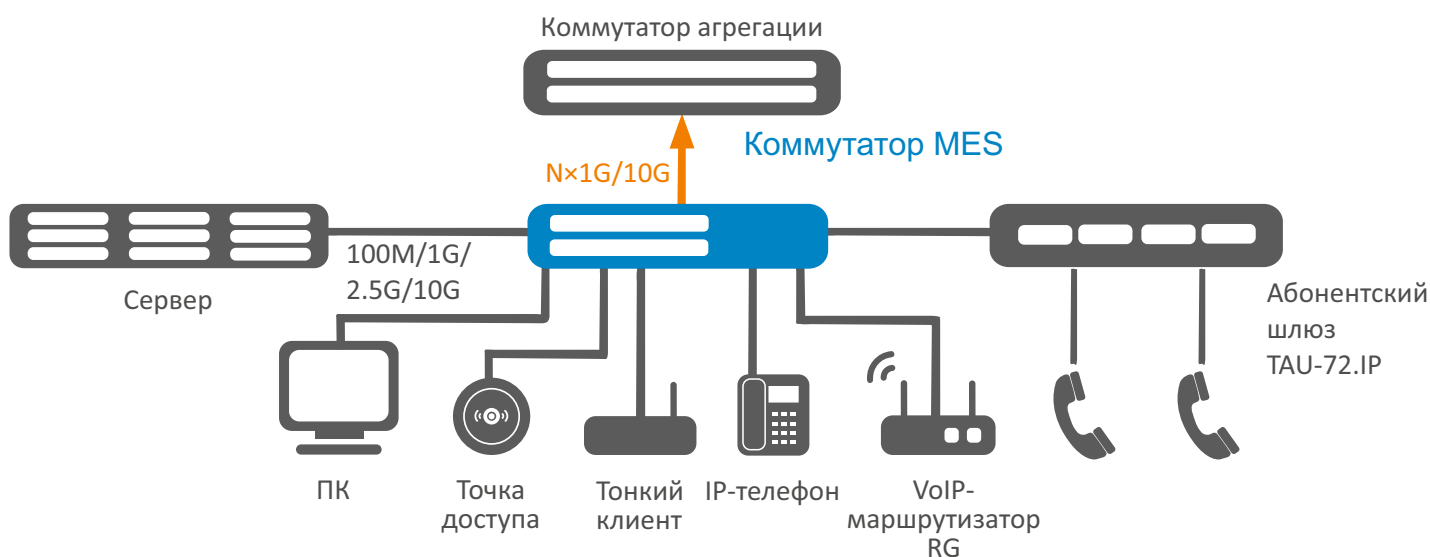 Коммутатор агрегации
Коммутатор MES
N×1G/10G
100M/1G/
2.5G/10G
Сервер
Абонентский
шлюз
TAU-72.IP
ПК
Точка
доступа
Тонкий
клиент
IP-телефон
VoIP-
маршрутизатор
RG